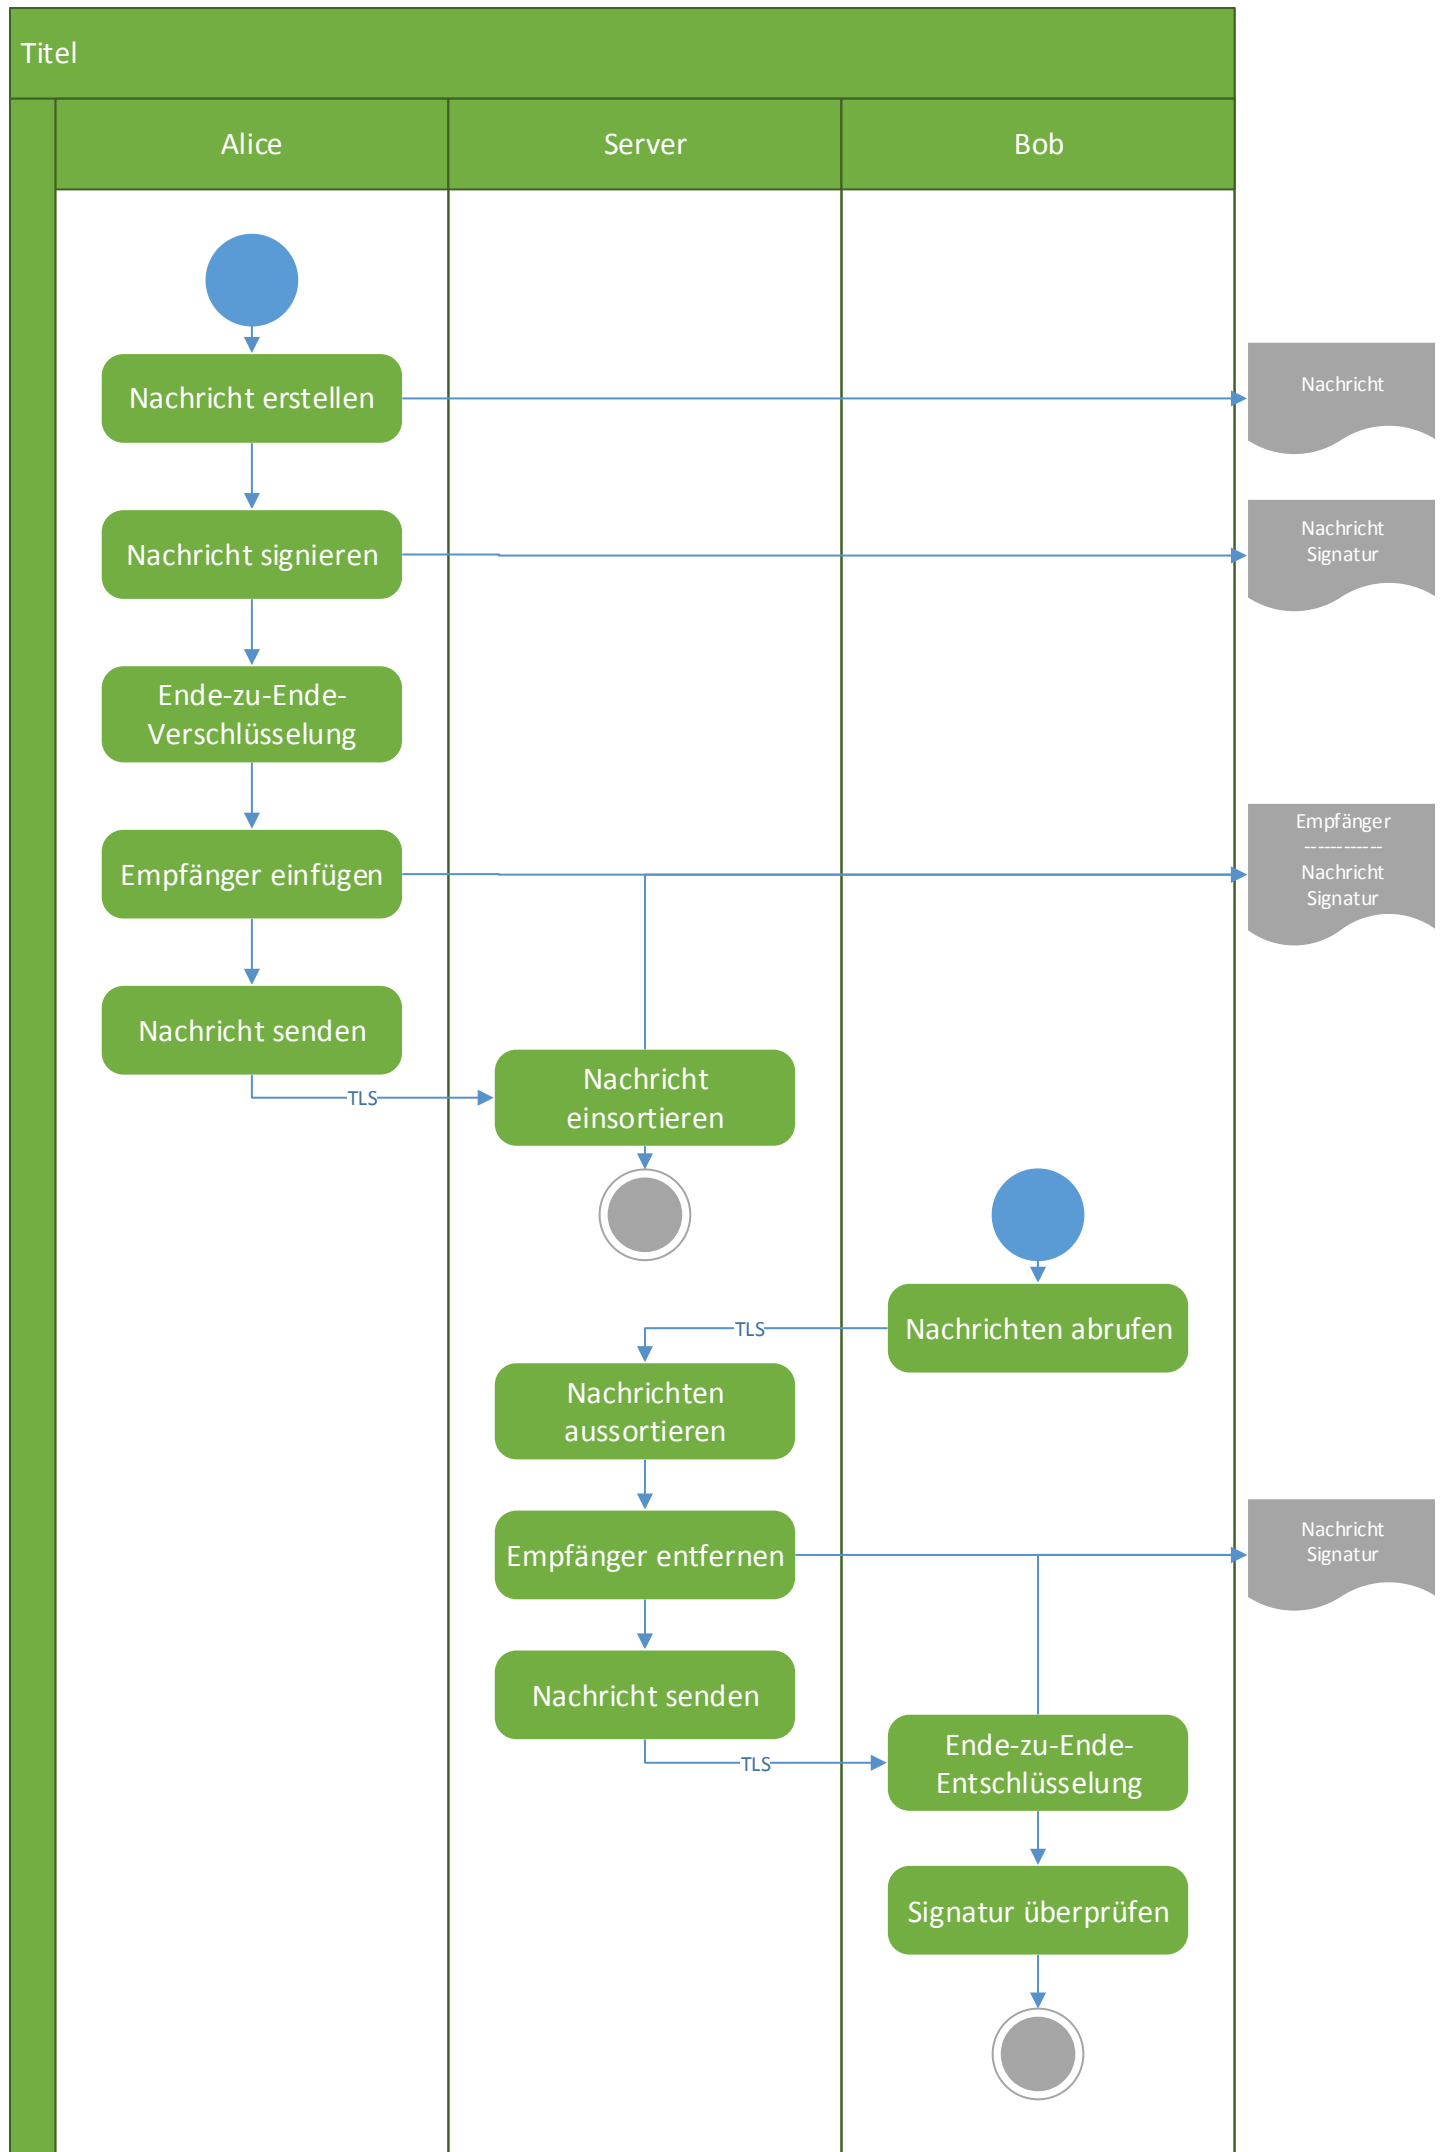 Titel
Alice
Server
Bob
Nachricht erstellen
Nachricht
Nachricht signieren
Nachricht
Signatur
Ende-zu-Ende-
Verschlüsselung
Empfänger einfügen
Empfänger
------------
Nachricht
Signatur
Nachricht senden
TLS
Nachricht
einsortieren
Nachrichten abrufen
TLS
Nachrichten
aussortieren
Empfänger entfernen
Nachricht
Signatur
Nachricht senden
TLS
Ende-zu-Ende-
Entschlüsselung
Signatur überprüfen